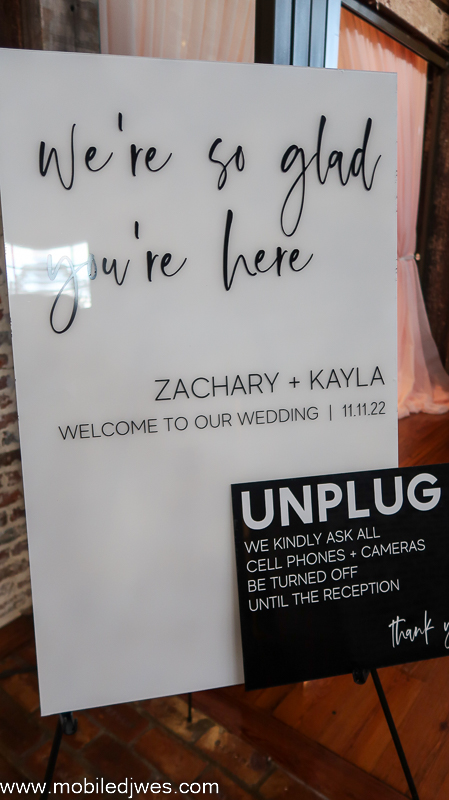 we're so glad
you're here
ZACHARY + KAYLA
WELCOME TO OUR WEDDING | 11.11.22
UNPLUG
WE KINDLY ASK ALL
CELL PHONES + CAMERAS
BE TURNED OFF
UNTIL THE RECEPTION
thank
www.mobiledjwes.com